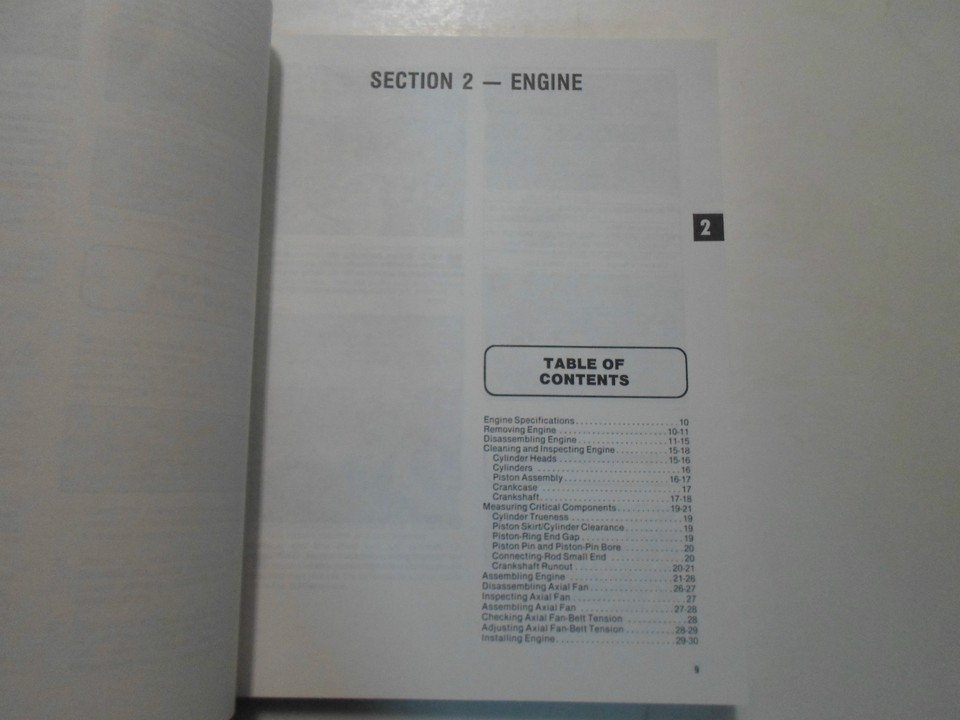 SECTION 2 — ENGINE
2
TABLE OF
CONTENTS
Engine Specifications.....................10
Removing Engine.....................10-11
Disassembling Engine.................11-15
Cleaning and Inspecting Engine..........15-18
Cylinder Heads.....................15-16
Cylinders...........................16
Piston Assembly.....................16-17
Crankcase...........................17
Crankshaft.........................17-18
Measuring Critical Components...........19-21
Cylinder Trueness.....................19
Piston Skirt/Cylinder Clearance...........19
Piston-Ring End Gap...................19
Piston Pin and Piston-Pin Bore...........20
Connecting-Rod Small End.............20
Crankshaft Runout...................20-21
Assembling Engine...................21-26
Disassembling Axial Fan...............26-27
Inspecting Axial Fan.....................27
Assembling Axial Fan.................27-28
Checking Axial Fan-Belt Tension...........28
Adjusting Axial Fan-Belt Tension.........28-29
Installing Engine.....................29-30
9